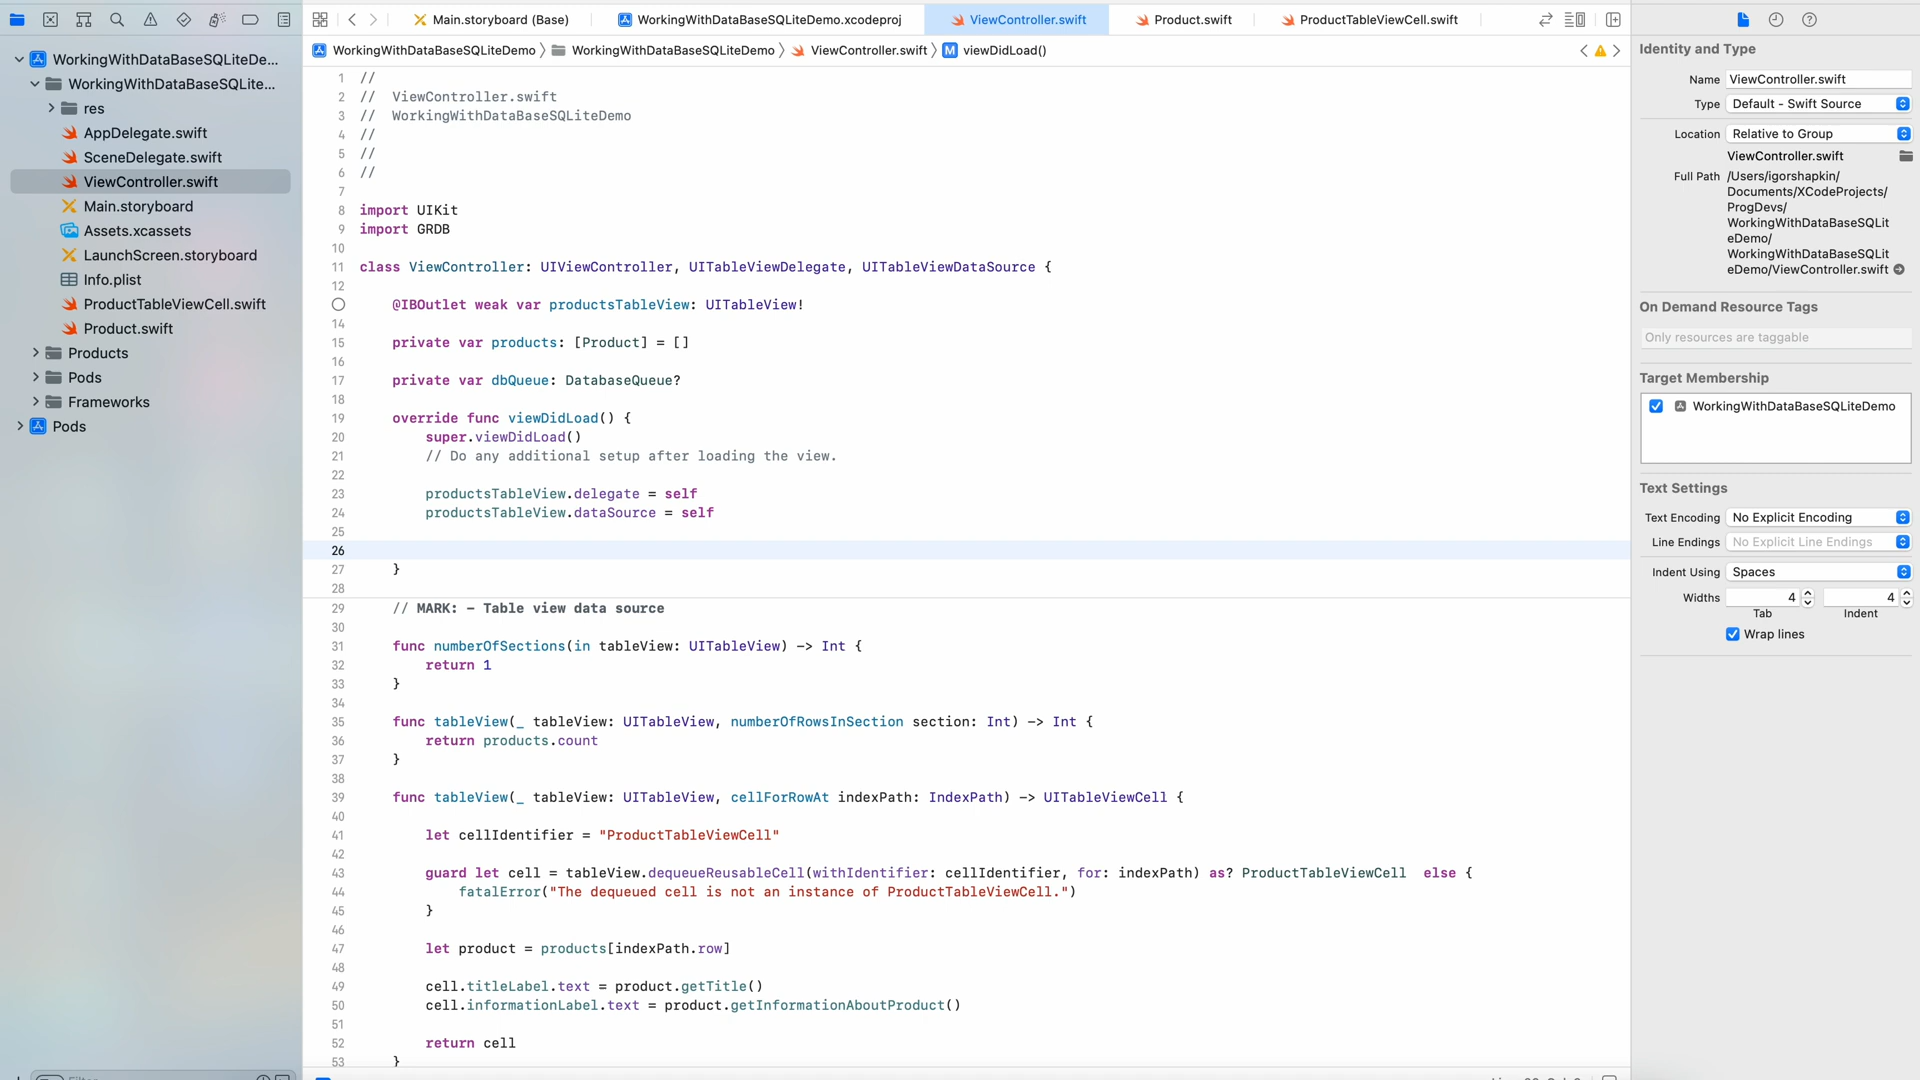 Main.storyboard (Base)
WorkingWithDataBaseSQLiteDemo.xcodeproj
ViewController.swift
Product.swift
ProductTableViewCell.swift
WorkingWithDataBaseSQLiteDemo
WorkingWithDataBaseSQLiteDemo
ViewController.swift
M viewDidLoad()
WorkingWithDataBaseSQLiteDe...
WorkingWithDataBaseSQLite...
res
AppDelegate.swift
SceneDelegate.swift
ViewController.swift
Main.storyboard
Assets.xcassets
LaunchScreen.storyboard
Info.plist
ProductTableViewCell.swift
Product.swift
Products
Pods
Frameworks
Pods
1 //
2 //  ViewController.swift
3 //  WorkingWithDataBaseSQLiteDemo
4 //
5 //
6 //
7
8 import UIKit
9 import GRDB
10
11 class ViewController: UIViewController, UITableViewDelegate, UITableViewDataSource {
12
@IBOutlet weak var productsTableView: UITableView!
14
15 private var products: [Product] = []
16
17 private var dbQueue: DatabaseQueue?
18
19 override func viewDidLoad() {
20 super.viewDidLoad()
21 // Do any additional setup after loading the view.
22
23 productsTableView.delegate = self
24 productsTableView.dataSource = self
25
26
27 }
28
29 // MARK: - Table view data source
30
31 func numberOfSections(in tableView: UITableView) -> Int {
32 return 1
33 }
34
35 func tableView(_ tableView: UITableView, numberOfRowsInSection section: Int) -> Int {
36 return products.count
37 }
38
39 func tableView(_ tableView: UITableView, cellForRowAt indexPath: IndexPath) -> UITableViewCell {
40
41 let cellIdentifier = "ProductTableViewCell"
42
43 guard let cell = tableView.dequeueReusableCell(withIdentifier: cellIdentifier, for: indexPath) as? ProductTableViewCell  else {
44 fatalError("The dequeued cell is not an instance of ProductTableViewCell.")
45 }
46
47 let product = products[indexPath.row]
48
49 cell.titleLabel.text = product.getTitle()
50 cell.informationLabel.text = product.getInformationAboutProduct()
51
52 return cell
53 }
Identity and Type
Name ViewController.swift
Type Default - Swift Source
Location Relative to Group
ViewController.swift
Full Path /Users/igorshapkin/
Documents/XCodeProjects/
ProgDevs/
WorkingWithDataBaseSQLit
eDemo/
WorkingWithDataBaseSQLit
eDemo/ViewController.swift
On Demand Resource Tags
Only resources are taggable
Target Membership
WorkingWithDataBaseSQLiteDemo
Text Settings
Text Encoding No Explicit Encoding
Line Endings No Explicit Line Endings
Indent Using Spaces
Widths 4 4
Tab Indent
Wrap lines